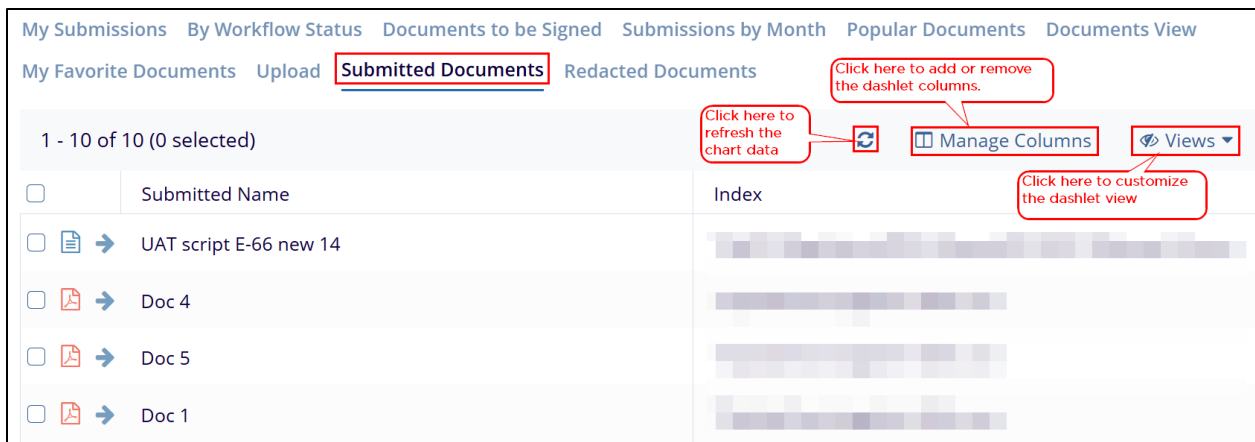 My Submissions By Workflow Status Documents to be Signed Submissions by Month Popular Documents Documents View
My Favorite Documents Upload Submitted Documents Redacted Documents
Click here to add or remove
the dashlet columns.
Click here to
refresh the
chart data
1 - 10 of 10 (0 selected)
Manage Columns
Views
Click here to customize
the dashlet view
Submitted Name
Index
UAT script E-66 new 14
Doc 4
Doc 5
Doc 1